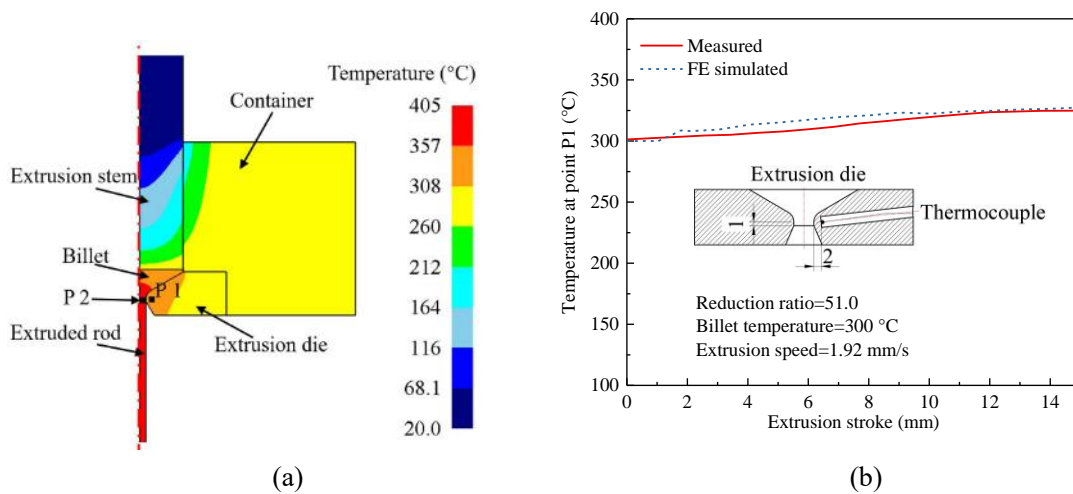 Temperature (°C)
405
357
308
260
212
164
116
68.1
20.0
Container
Extrusion stem
Billet
P 2
P 1
Extruded rod
Extrusion die
(a)
Temperature at point P1 (°C)
400
350
300
250
200
150
100
Measured
FE simulated
Extrusion die
Thermocouple
1
2
Reduction ratio=51.0
Billet temperature=300 °C
Extrusion speed=1.92 mm/s
0 2 4 6 8 10 12 14
Extrusion stroke (mm)
(b)